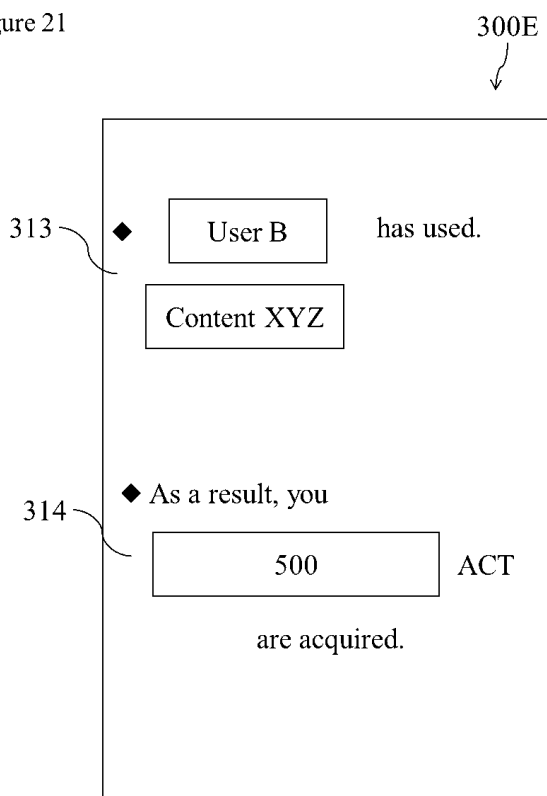 gure 21
300E
313
◆ User B has used.
Content XYZ
◆ As a result, you
314
500 ACT
are acquired.